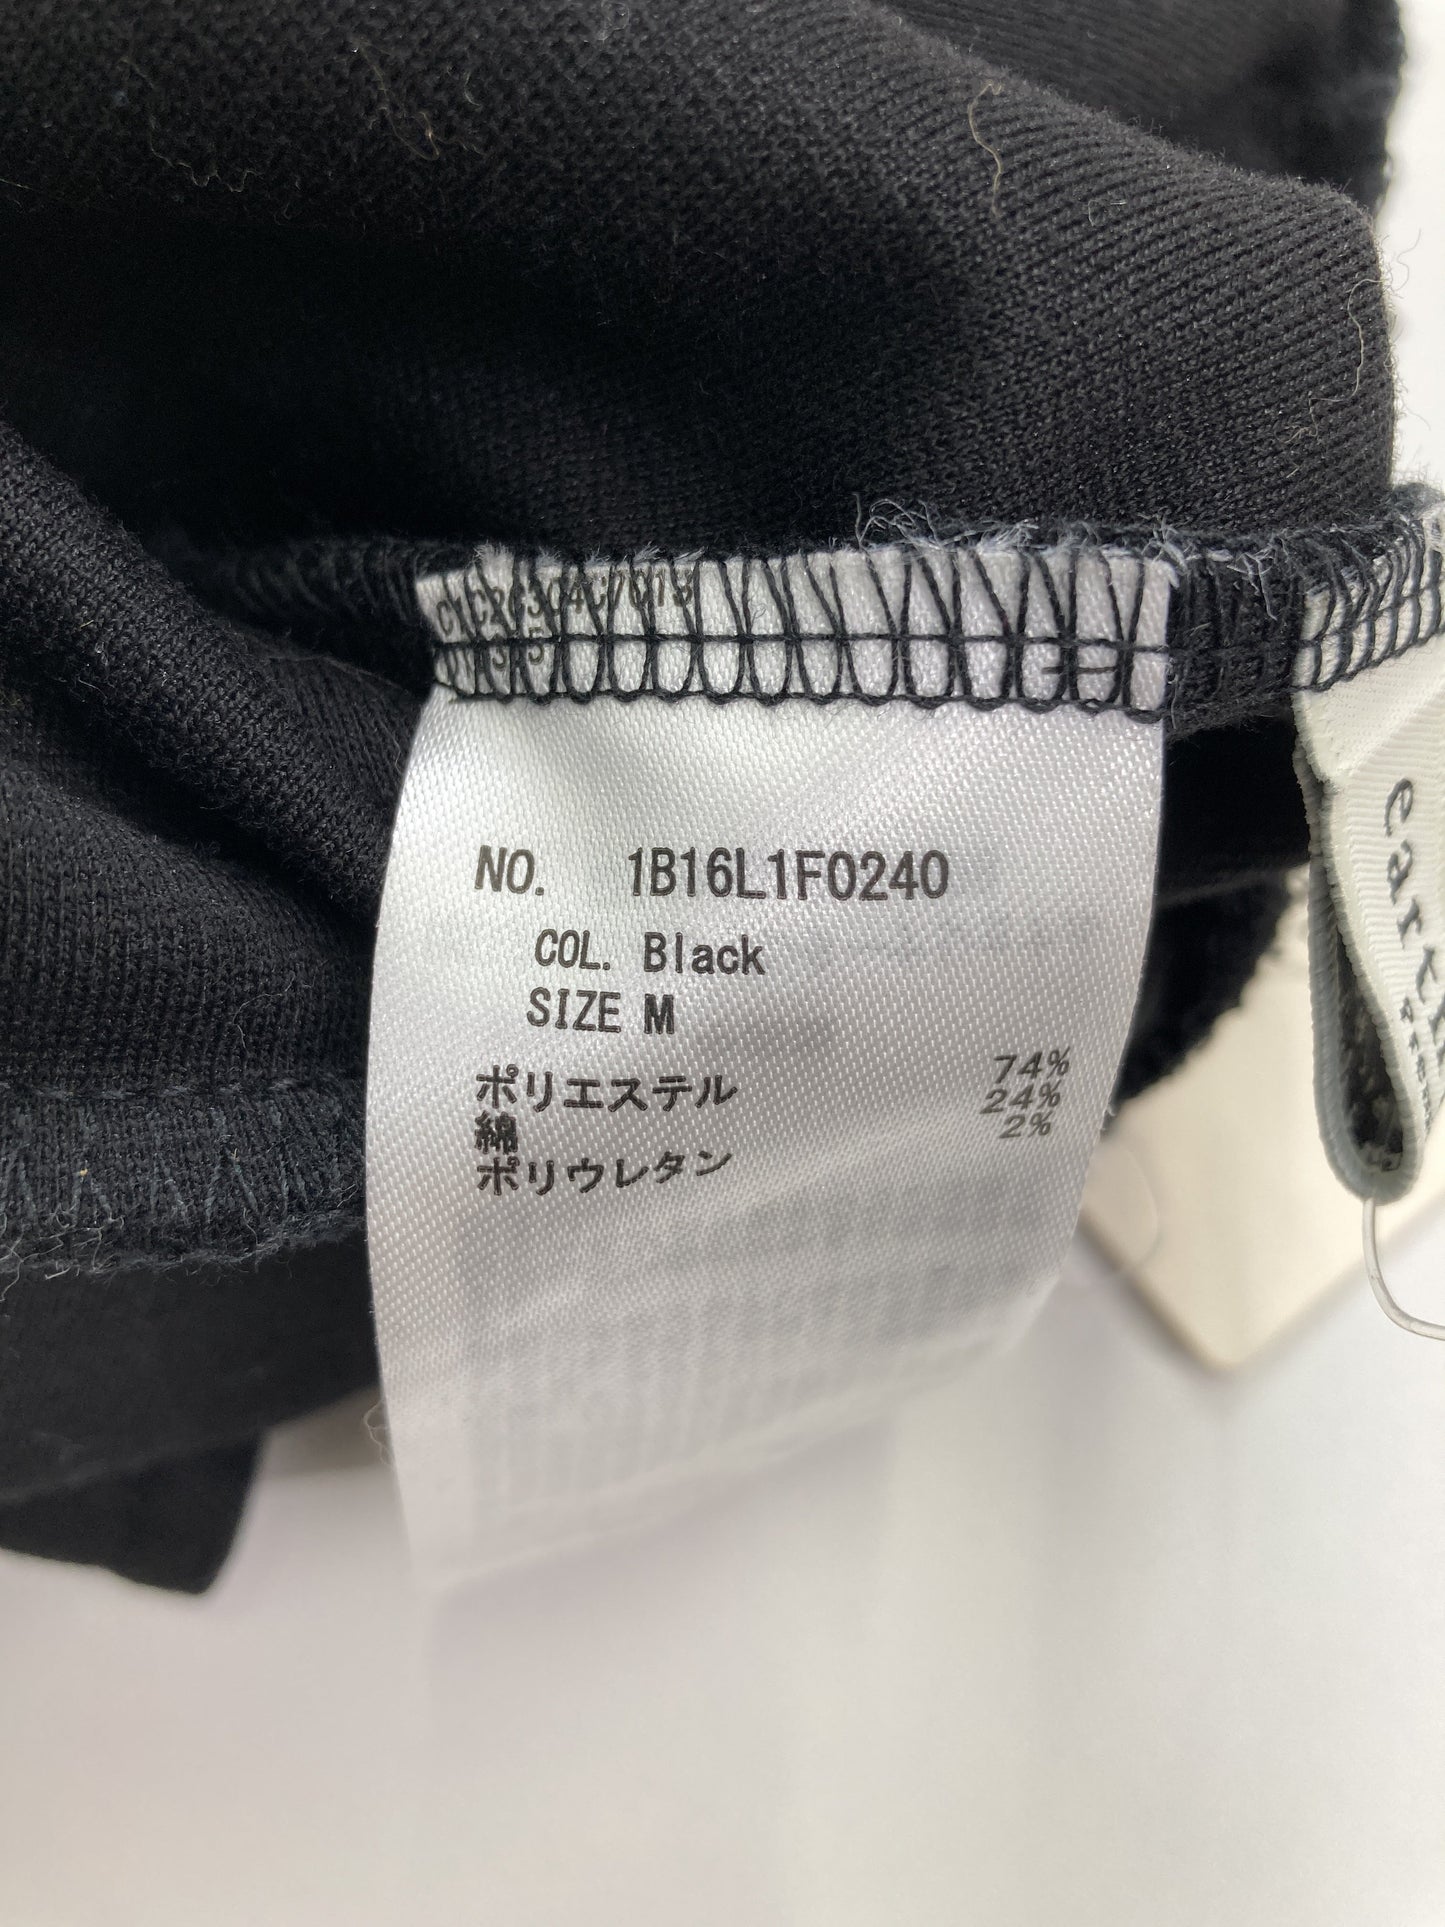 NO. 1B16L1F0240
COL. Black
SIZE M
ポリエステル 74%
綿 24%
ポリウレタン 2%